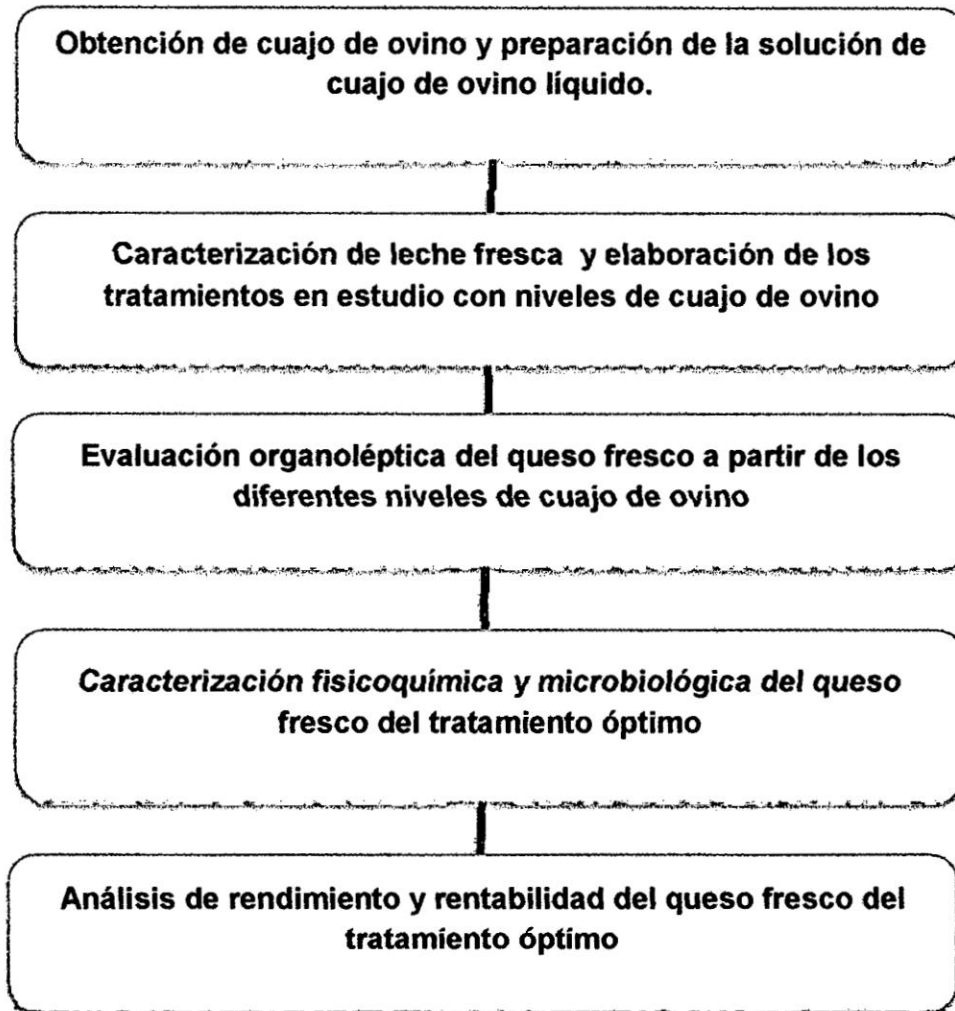 Obtención de cuajo de ovino y preparación de la solución de
cuajo de ovino líquido.
Caracterización de leche fresca y elaboración de los
tratamientos en estudio con niveles de cuajo de ovino
Evaluación organoléptica del queso fresco a partir de los
diferentes niveles de cuajo de ovino
Caracterización fisicoquímica y microbiológica del queso
fresco del tratamiento óptimo
Análisis de rendimiento y rentabilidad del queso fresco del
tratamiento óptimo